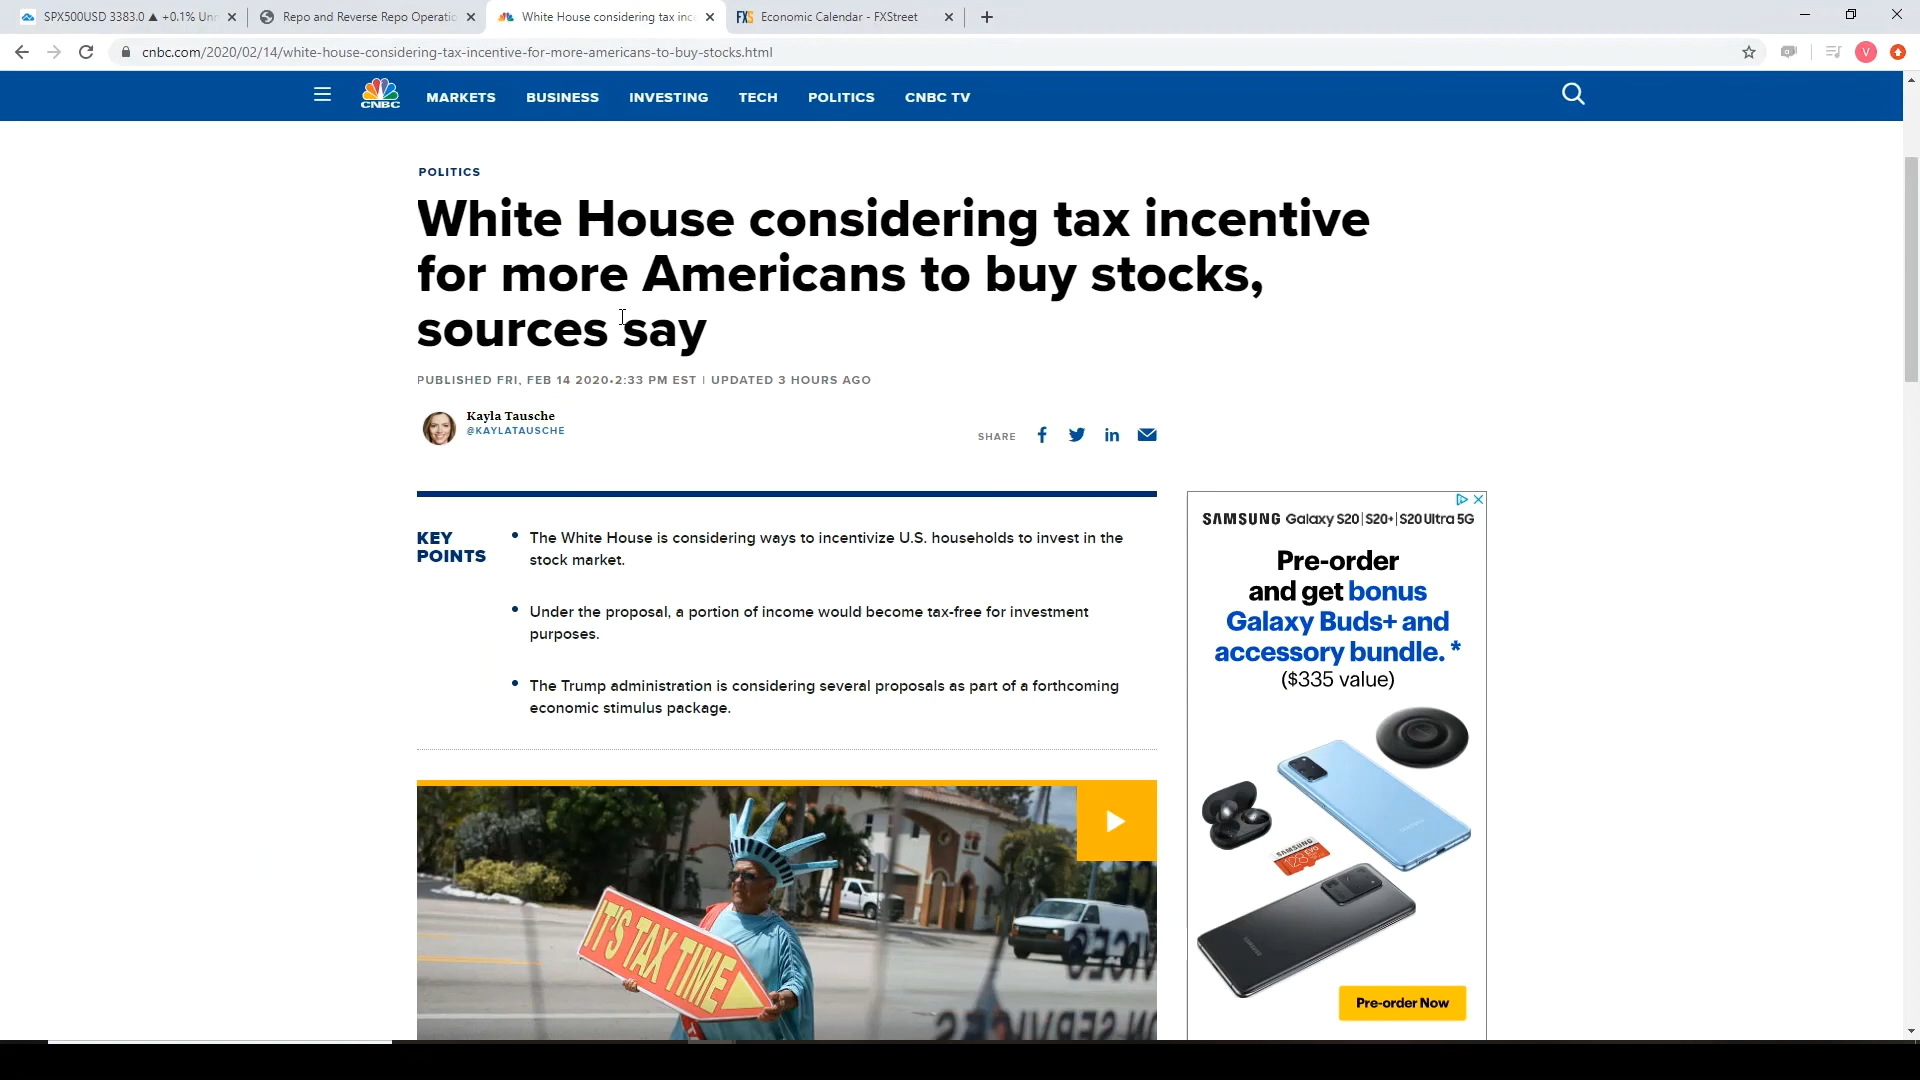 SPX500USD 3383.0 ▲ +0.1% Unn
Repo and Reverse Repo Operatio
White House considering tax inc
FXS Economic Calendar - FXStreet
cnbc.com/2020/02/14/white-house-considering-tax-incentive-for-more-americans-to-buy-stocks.html
V
CNBC
MARKETS
BUSINESS
INVESTING
TECH
POLITICS
CNBC TV
POLITICS
White House considering tax incentive
for more Americans to buy stocks,
sources say
PUBLISHED FRI, FEB 14 2020•2:33 PM EST | UPDATED 3 HOURS AGO
Kayla Tausche
@KAYLATAUSCHE
SHARE
KEY
POINTS
• The White House is considering ways to incentivize U.S. households to invest in the
stock market.
• Under the proposal, a portion of income would become tax-free for investment
purposes.
• The Trump administration is considering several proposals as part of a forthcoming
economic stimulus package.
IT'S TAX TIME
SAMSUNG Galaxy S20|S20+|S20 Ultra 5G
Pre-order
and get bonus
Galaxy Buds+ and
accessory bundle.*
($335 value)
SAMSUNG
128
Pre-order Now